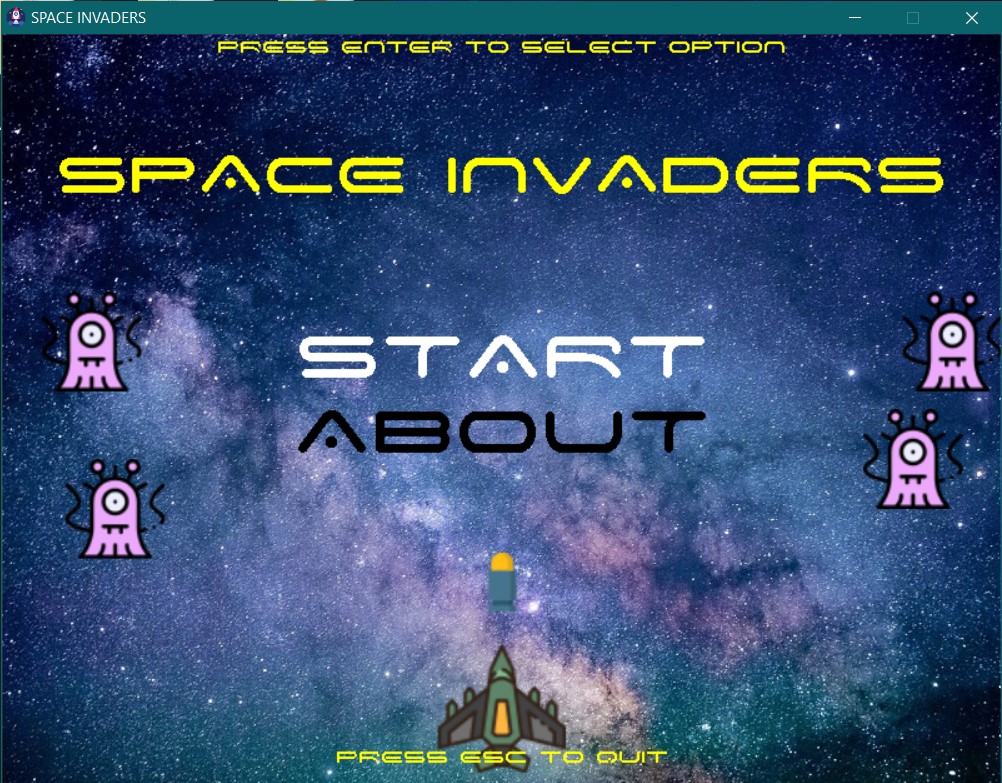 SPACE INVADERS
PRESS ENTER TO SELECT OPTION
SPACE INVADERS
START
ABOUT
PRESS ESC TO QUIT